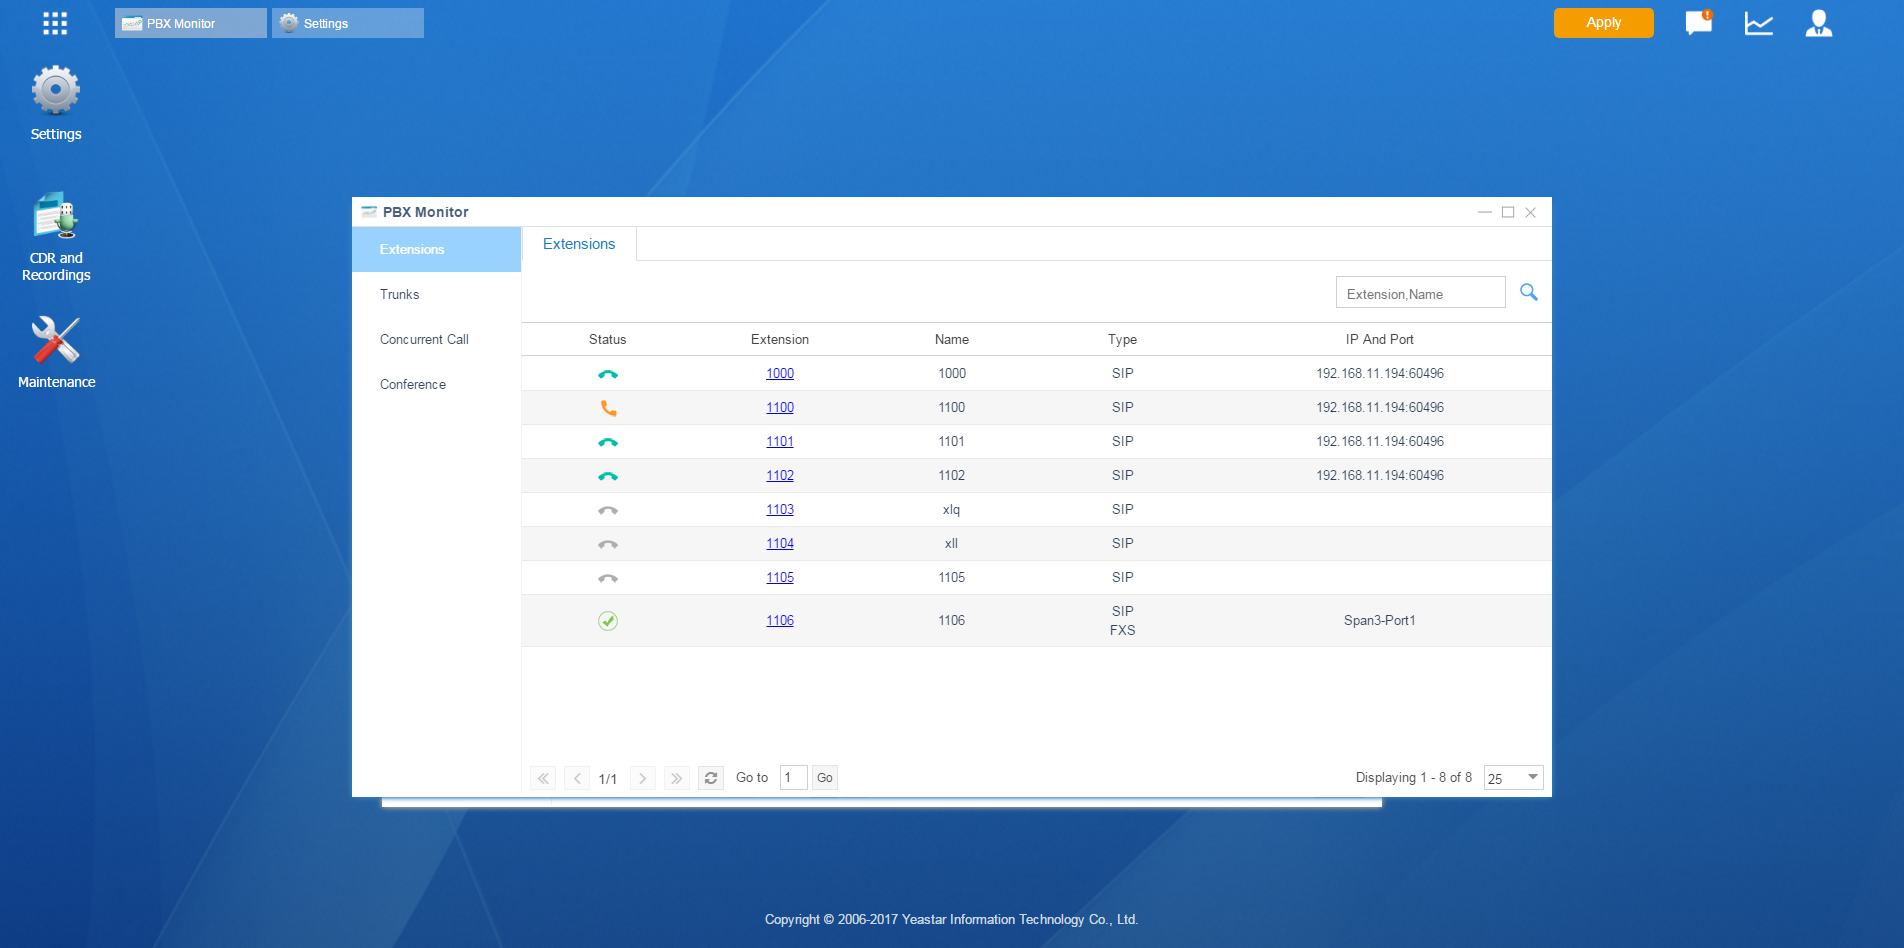 PBX Monitor
Settings
Apply
Settings
CDR and
Recordings
Maintenance
PBX Monitor
Extensions
Trunks
Concurrent Call
Conference
Extensions
Extension,Name
Status Extension Name Type IP And Port
1000 1000 SIP 192.168.11.194:60496
1100 1100 SIP 192.168.11.194:60496
1101 1101 SIP 192.168.11.194:60496
1102 1102 SIP 192.168.11.194:60496
1103 xlq SIP
1104 xll SIP
1105 1105 SIP
1106 1106 SIP
FXS Span3-Port1
1/1 Go to 1 Go Displaying 1 - 8 of 8 25
Copyright © 2006-2017 Yeastar Information Technology Co., Ltd.